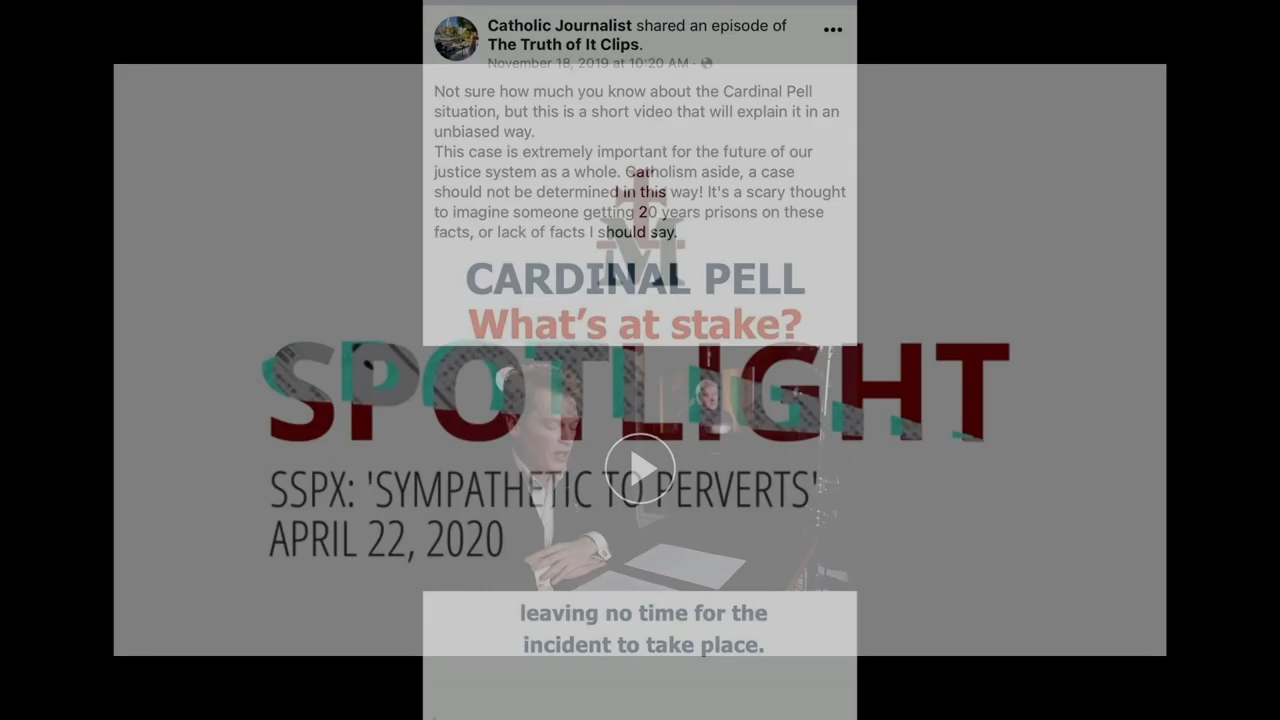 Catholic Journalist shared an episode of
The Truth of It Clips.
November 18, 2019 at 10:20 AM ·
Not sure how much you know about the Cardinal Pell
situation, but this is a short video that will explain it in an
unbiased way.
This case is extremely important for the future of our
justice system as a whole. Catholism aside, a case
should not be determined in this way! It's a scary thought
to imagine someone getting 20 years prisons on these
facts, or lack of facts I should say.
M
CARDINAL PELL
What's at stake?
SPOTLIGHT
SSPX: 'SYMPATHETIC TO PERVERTS'
APRIL 22, 2020
leaving no time for the
incident to take place.